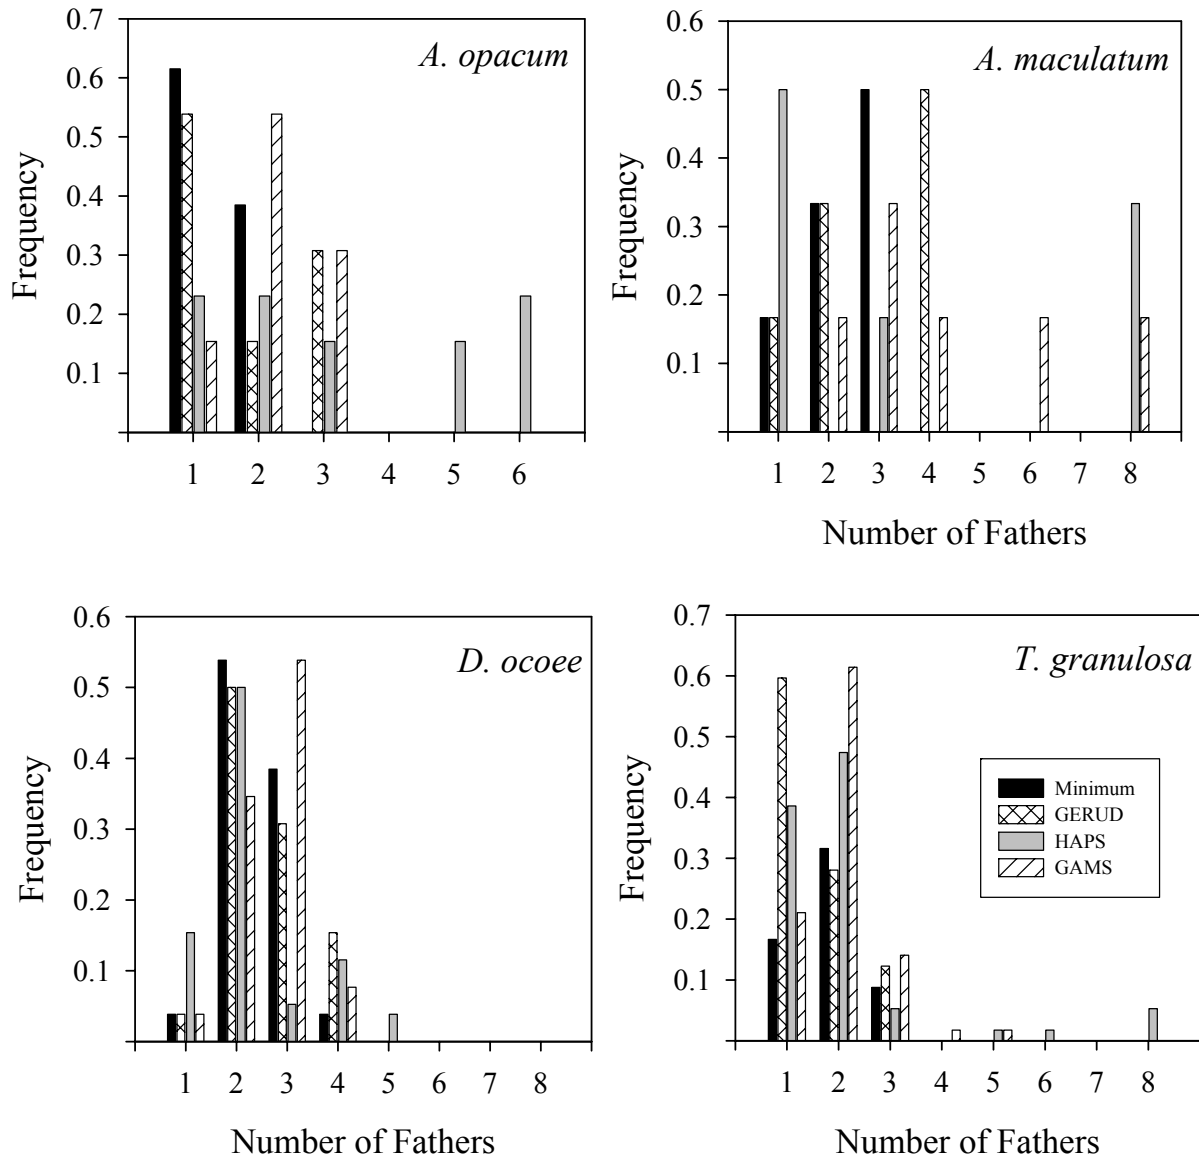 A. opacum
Frequency
0.7
0.6
0.5
0.4
0.3
0.2
0.1
1 2 3 4 5 6
A. maculatum
Frequency
0.6
0.5
0.4
0.3
0.2
0.1
1 2 3 4 5 6 7 8
Number of Fathers
D. ocoee
Frequency
0.6
0.5
0.4
0.3
0.2
0.1
1 2 3 4 5 6 7 8
Number of Fathers
T. granulosa
Frequency
0.7
0.6
0.5
0.4
0.3
0.2
0.1
Minimum
GERUD
HAPS
GAMS
1 2 3 4 5 6 7 8
Number of Fathers